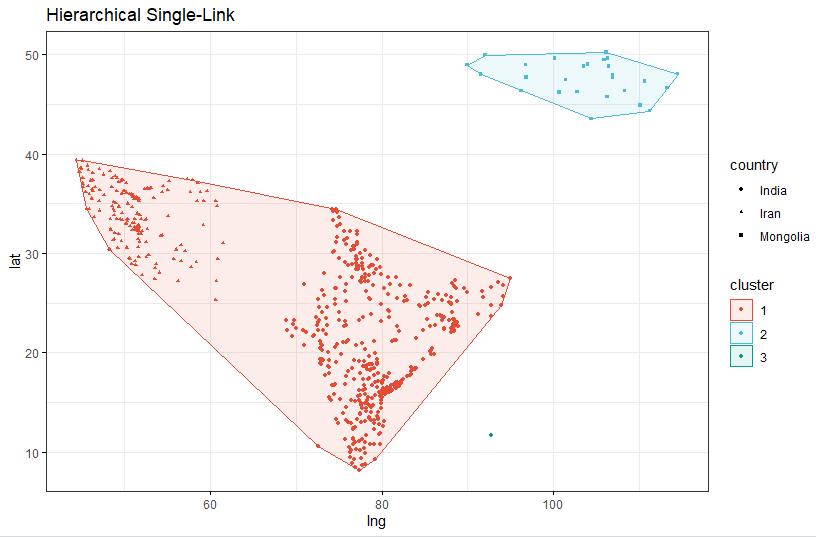 Hierarchical Single-Link
50
40
30
20
10
lat
60
80
100
lng
country
India
Iran
Mongolia
cluster
1
2
3